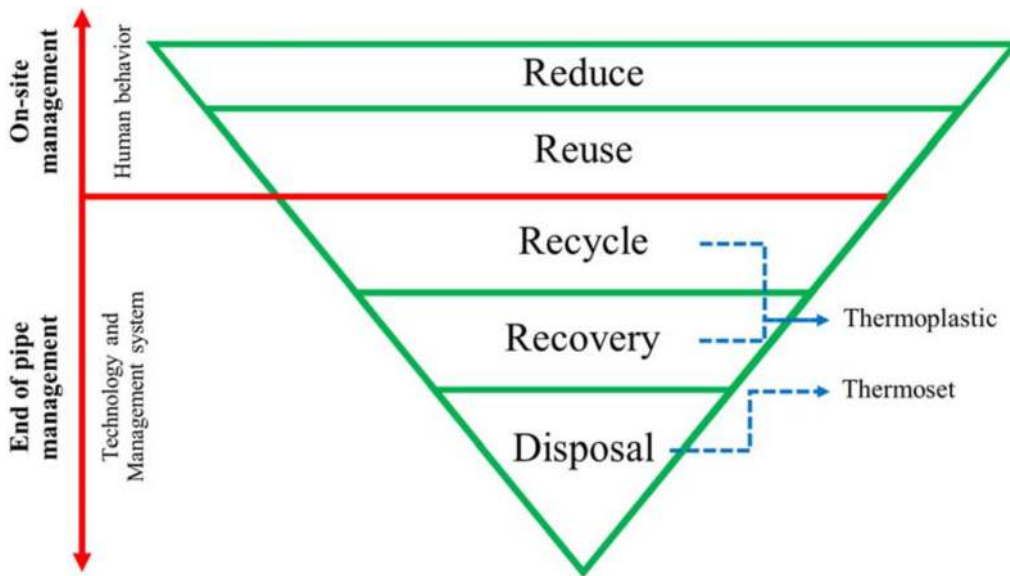 On-site
management
Human behavior
Reduce
Reuse
Recycle
Recovery
Disposal
Thermoplastic
Thermoset
End of pipe
management
Technology and
Management system